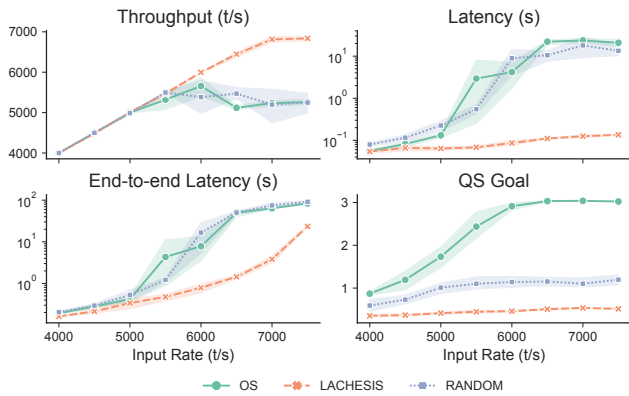 Throughput (t/s)
7000
6000
5000
4000
Latency (s)
10¹
10⁰
10⁻¹
End-to-end Latency (s)
10²
10¹
10⁰
4000 5000 6000 7000
Input Rate (t/s)
QS Goal
3
2
1
4000 5000 6000 7000
Input Rate (t/s)
OS LACHESIS RANDOM